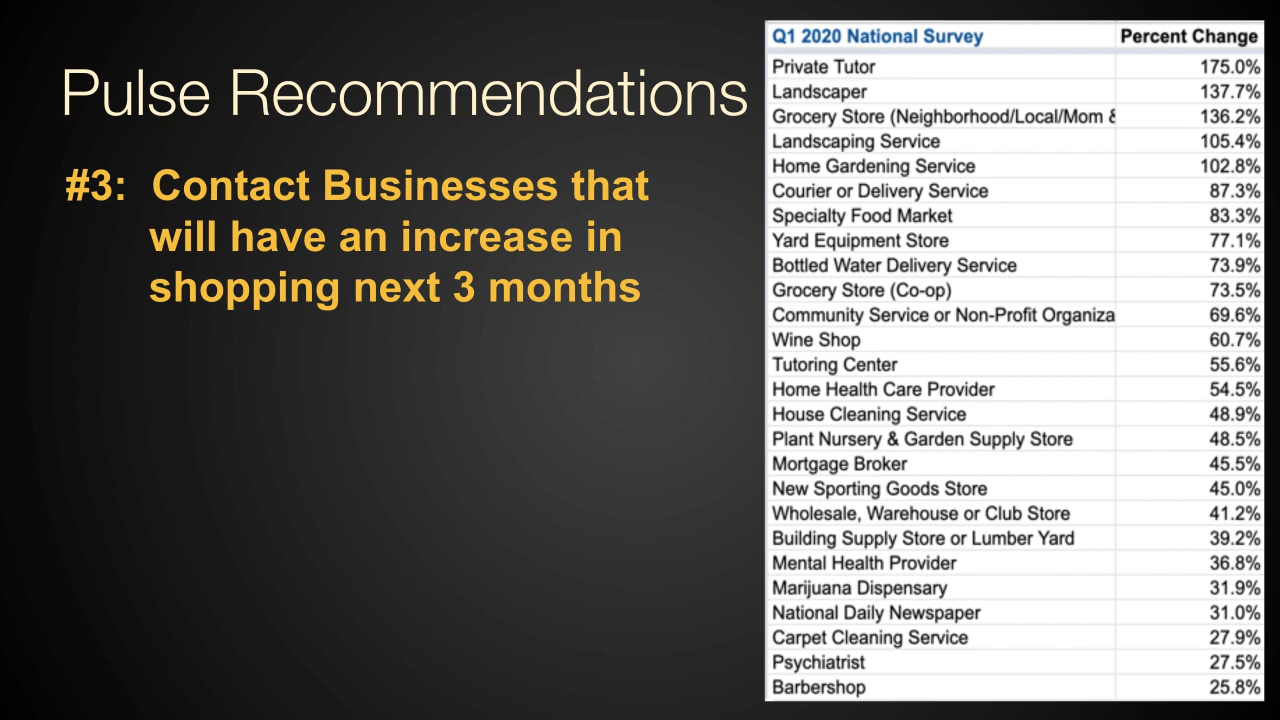 Pulse Recommendations
#3: Contact Businesses that
will have an increase in
shopping next 3 months
Q1 2020 National Survey Percent Change
Private Tutor 175.0%
Landscaper 137.7%
Grocery Store (Neighborhood/Local/Mom & 136.2%
Landscaping Service 105.4%
Home Gardening Service 102.8%
Courier or Delivery Service 87.3%
Specialty Food Market 83.3%
Yard Equipment Store 77.1%
Bottled Water Delivery Service 73.9%
Grocery Store (Co-op) 73.5%
Community Service or Non-Profit Organiza 69.6%
Wine Shop 60.7%
Tutoring Center 55.6%
Home Health Care Provider 54.5%
House Cleaning Service 48.9%
Plant Nursery & Garden Supply Store 48.5%
Mortgage Broker 45.5%
New Sporting Goods Store 45.0%
Wholesale, Warehouse or Club Store 41.2%
Building Supply Store or Lumber Yard 39.2%
Mental Health Provider 36.8%
Marijuana Dispensary 31.9%
National Daily Newspaper 31.0%
Carpet Cleaning Service 27.9%
Psychiatrist 27.5%
Barbershop 25.8%